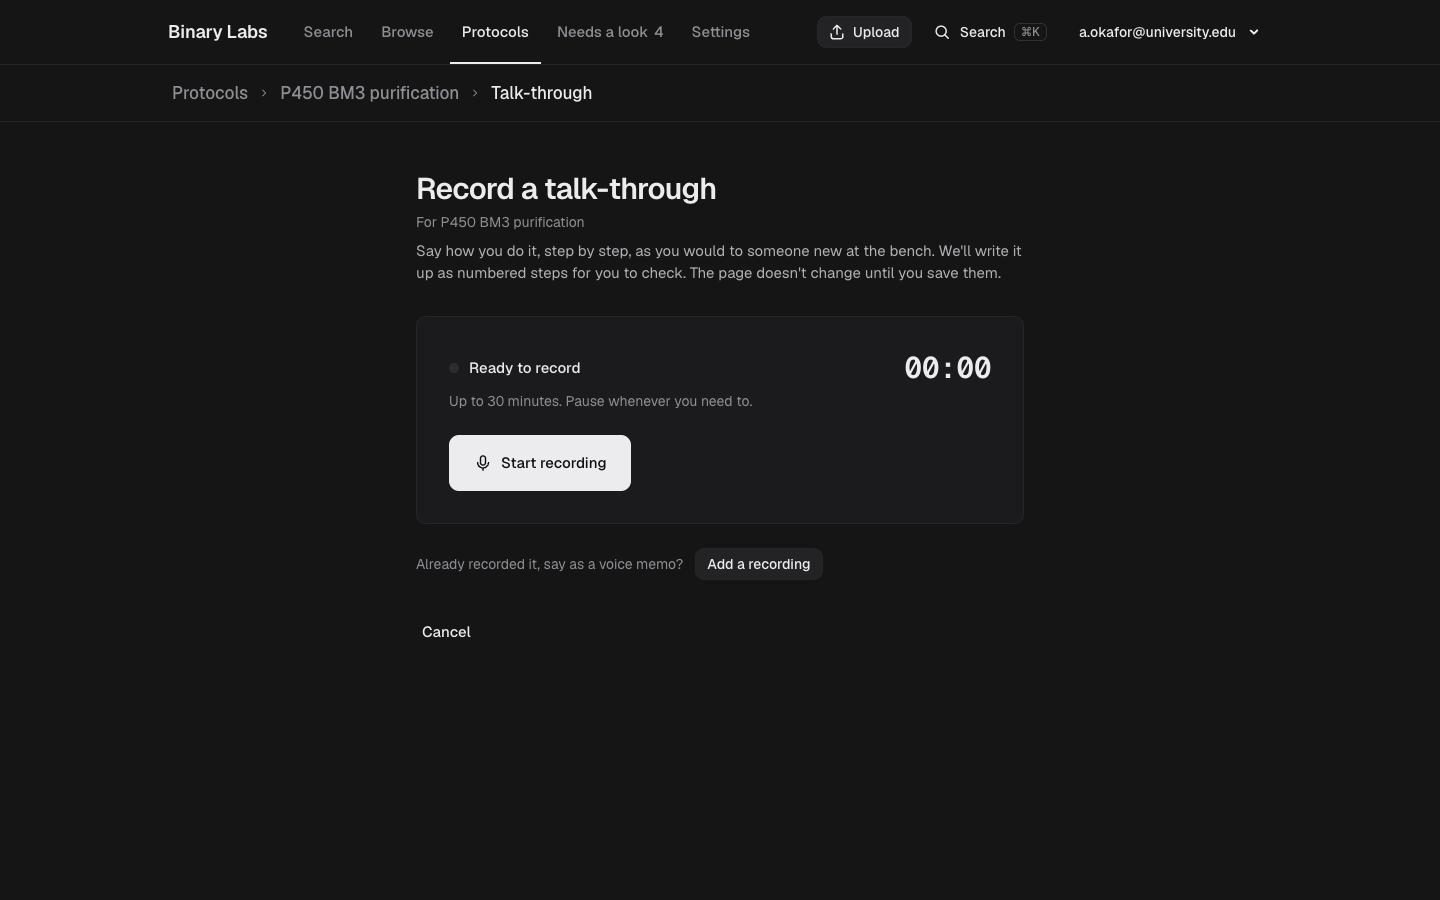 Binary Labs Search Browse Protocols Needs a look 4 Settings Upload Search ⌘K a.okafor@university.edu
Protocols › P450 BM3 purification › Talk-through
Record a talk-through
For P450 BM3 purification
Say how you do it, step by step, as you would to someone new at the bench. We'll write it
up as numbered steps for you to check. The page doesn't change until you save them.
Ready to record 00:00
Up to 30 minutes. Pause whenever you need to.
Start recording
Already recorded it, say as a voice memo? Add a recording
Cancel